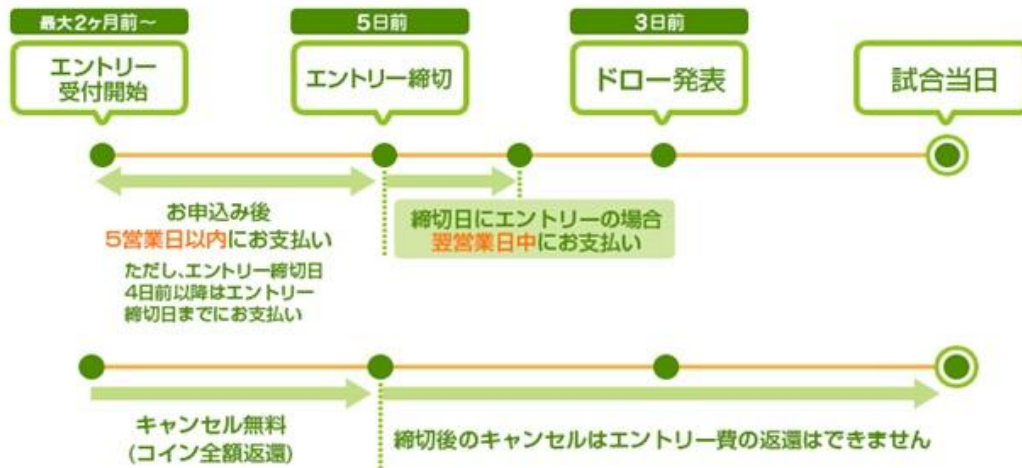 最大2ヶ月前～
5日前
3日前
エントリー
受付開始
エントリー締切
ドロー発表
試合当日
お申込み後
5営業日以内にお支払い
ただし、エントリー締切日
4日前以降はエントリー
締切日までにお支払い
締切日にエントリーの場合
翌営業日中にお支払い
キャンセル無料
(コイン全額返還)
締切後のキャンセルはエントリー費の返還はできません